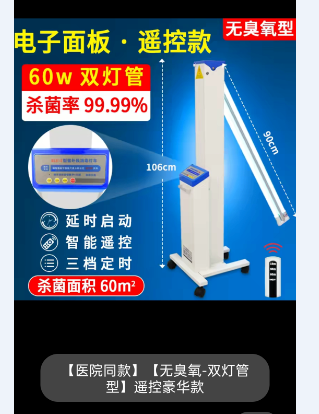 无臭氧型
电子面板·遥控款
60w 双灯管
杀菌率 99.99%
90cm
106cm
延时启动
智能遥控
三档定时
杀菌面积 60m²
【医院同款】【无臭氧-双灯管
型】遥控豪华款